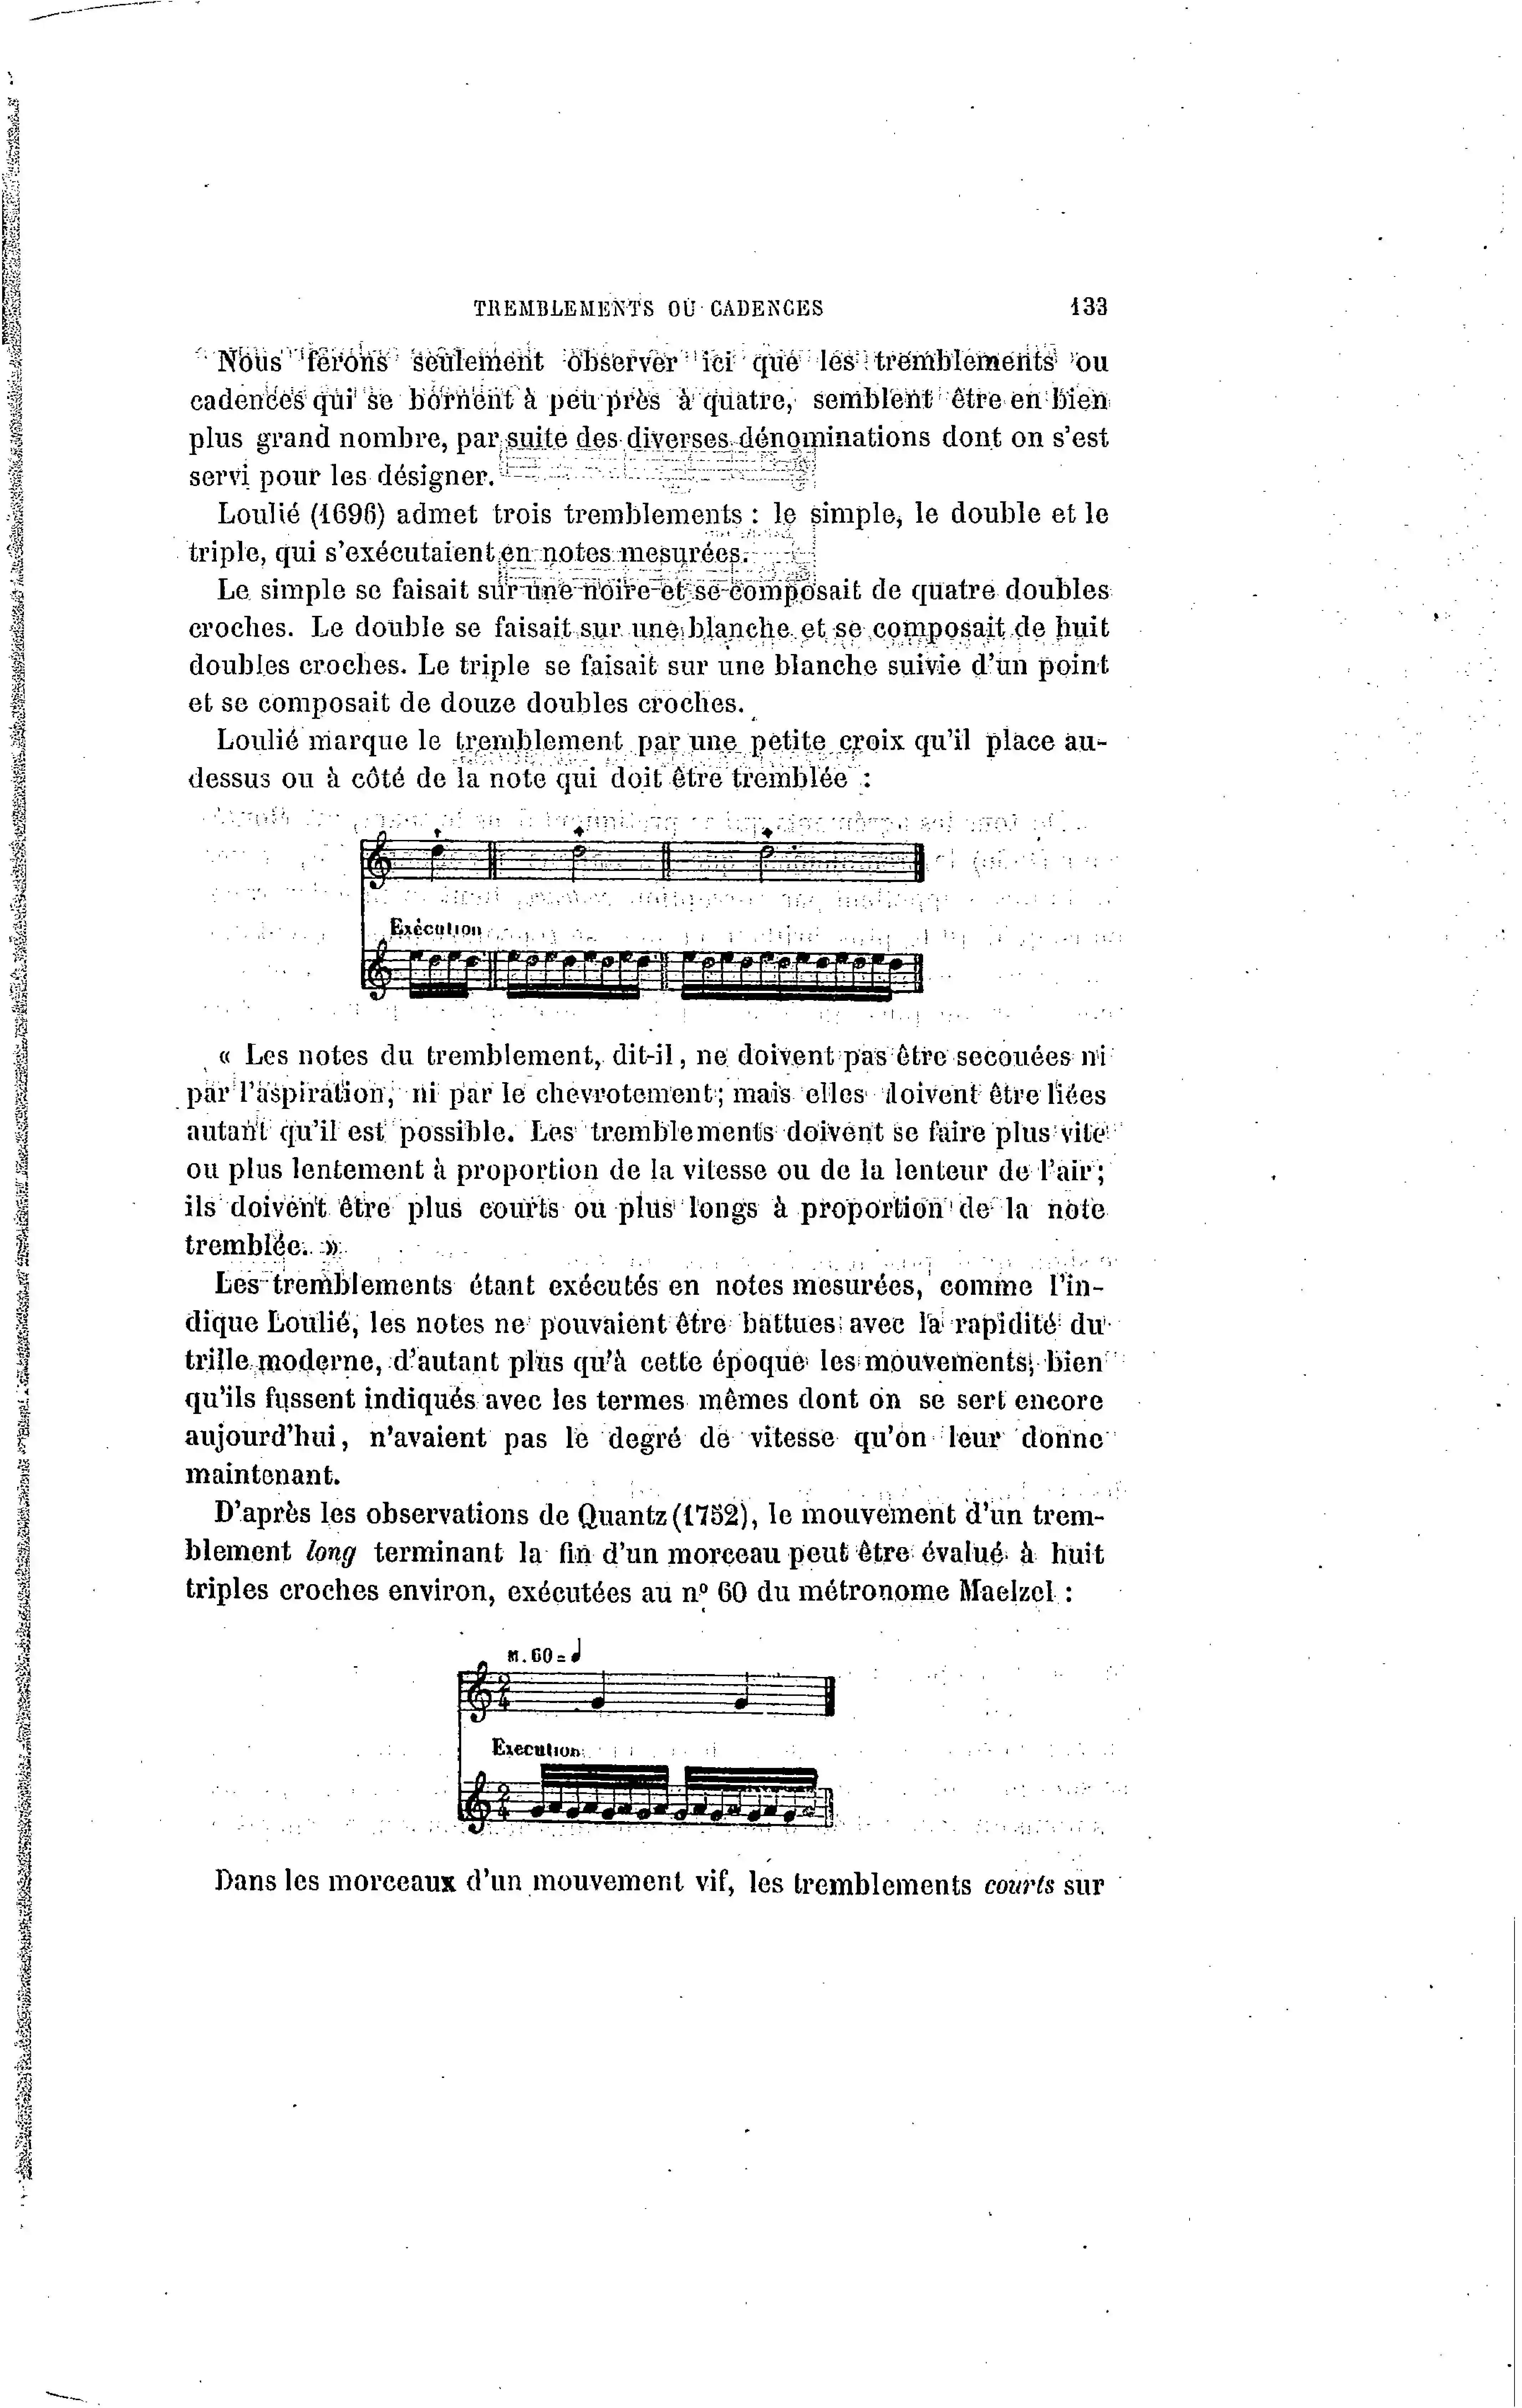 TREMBLEMENTS OU CADENCES 133
Nous ferons seulement observer ici que les tremblements ou
cadences qui se bornent à peu près à quatre, semblent être en bien
plus grand nombre, par suite des diverses dénominations dont on s'est
servi pour les désigner.
Loulié (1696) admet trois tremblements : le simple, le double et le
triple, qui s'exécutaient en notes mesurées.
Le simple se faisait sur une noire et se composait de quatre doubles
croches. Le double se faisait sur une blanche et se composait de huit
doubles croches. Le triple se faisait sur une blanche suivie d'un point
et se composait de douze doubles croches.
Loulié marque le tremblement par une petite croix qu'il place au-
dessus ou à côté de la note qui doit être tremblée :
Exécution
« Les notes du tremblement, dit-il, ne doivent pas être secouées ni
par l'aspiration, ni par le chevrotement; mais elles doivent être liées
autant qu'il est possible. Les tremblements doivent se faire plus vite
ou plus lentement à proportion de la vitesse ou de la lenteur de l'air;
ils doivent être plus courts ou plus longs à proportion de la note
tremblée. »
Les tremblements étant exécutés en notes mesurées, comme l'in-
dique Loulié, les notes ne pouvaient être battues avec la rapidité du
trille moderne, d'autant plus qu'à cette époque les mouvements, bien
qu'ils fussent indiqués avec les termes mêmes dont on se sert encore
aujourd'hui, n'avaient pas le degré de vitesse qu'on leur donne
maintenant.
D'après les observations de Quantz (1752), le mouvement d'un trem-
blement long terminant la fin d'un morceau peut être évalué à huit
triples croches environ, exécutées au nº 60 du métronome Maelzel :
M. 60 = ♩
2
4
Execution
2
4
Dans les morceaux d'un mouvement vif, les tremblements courts sur